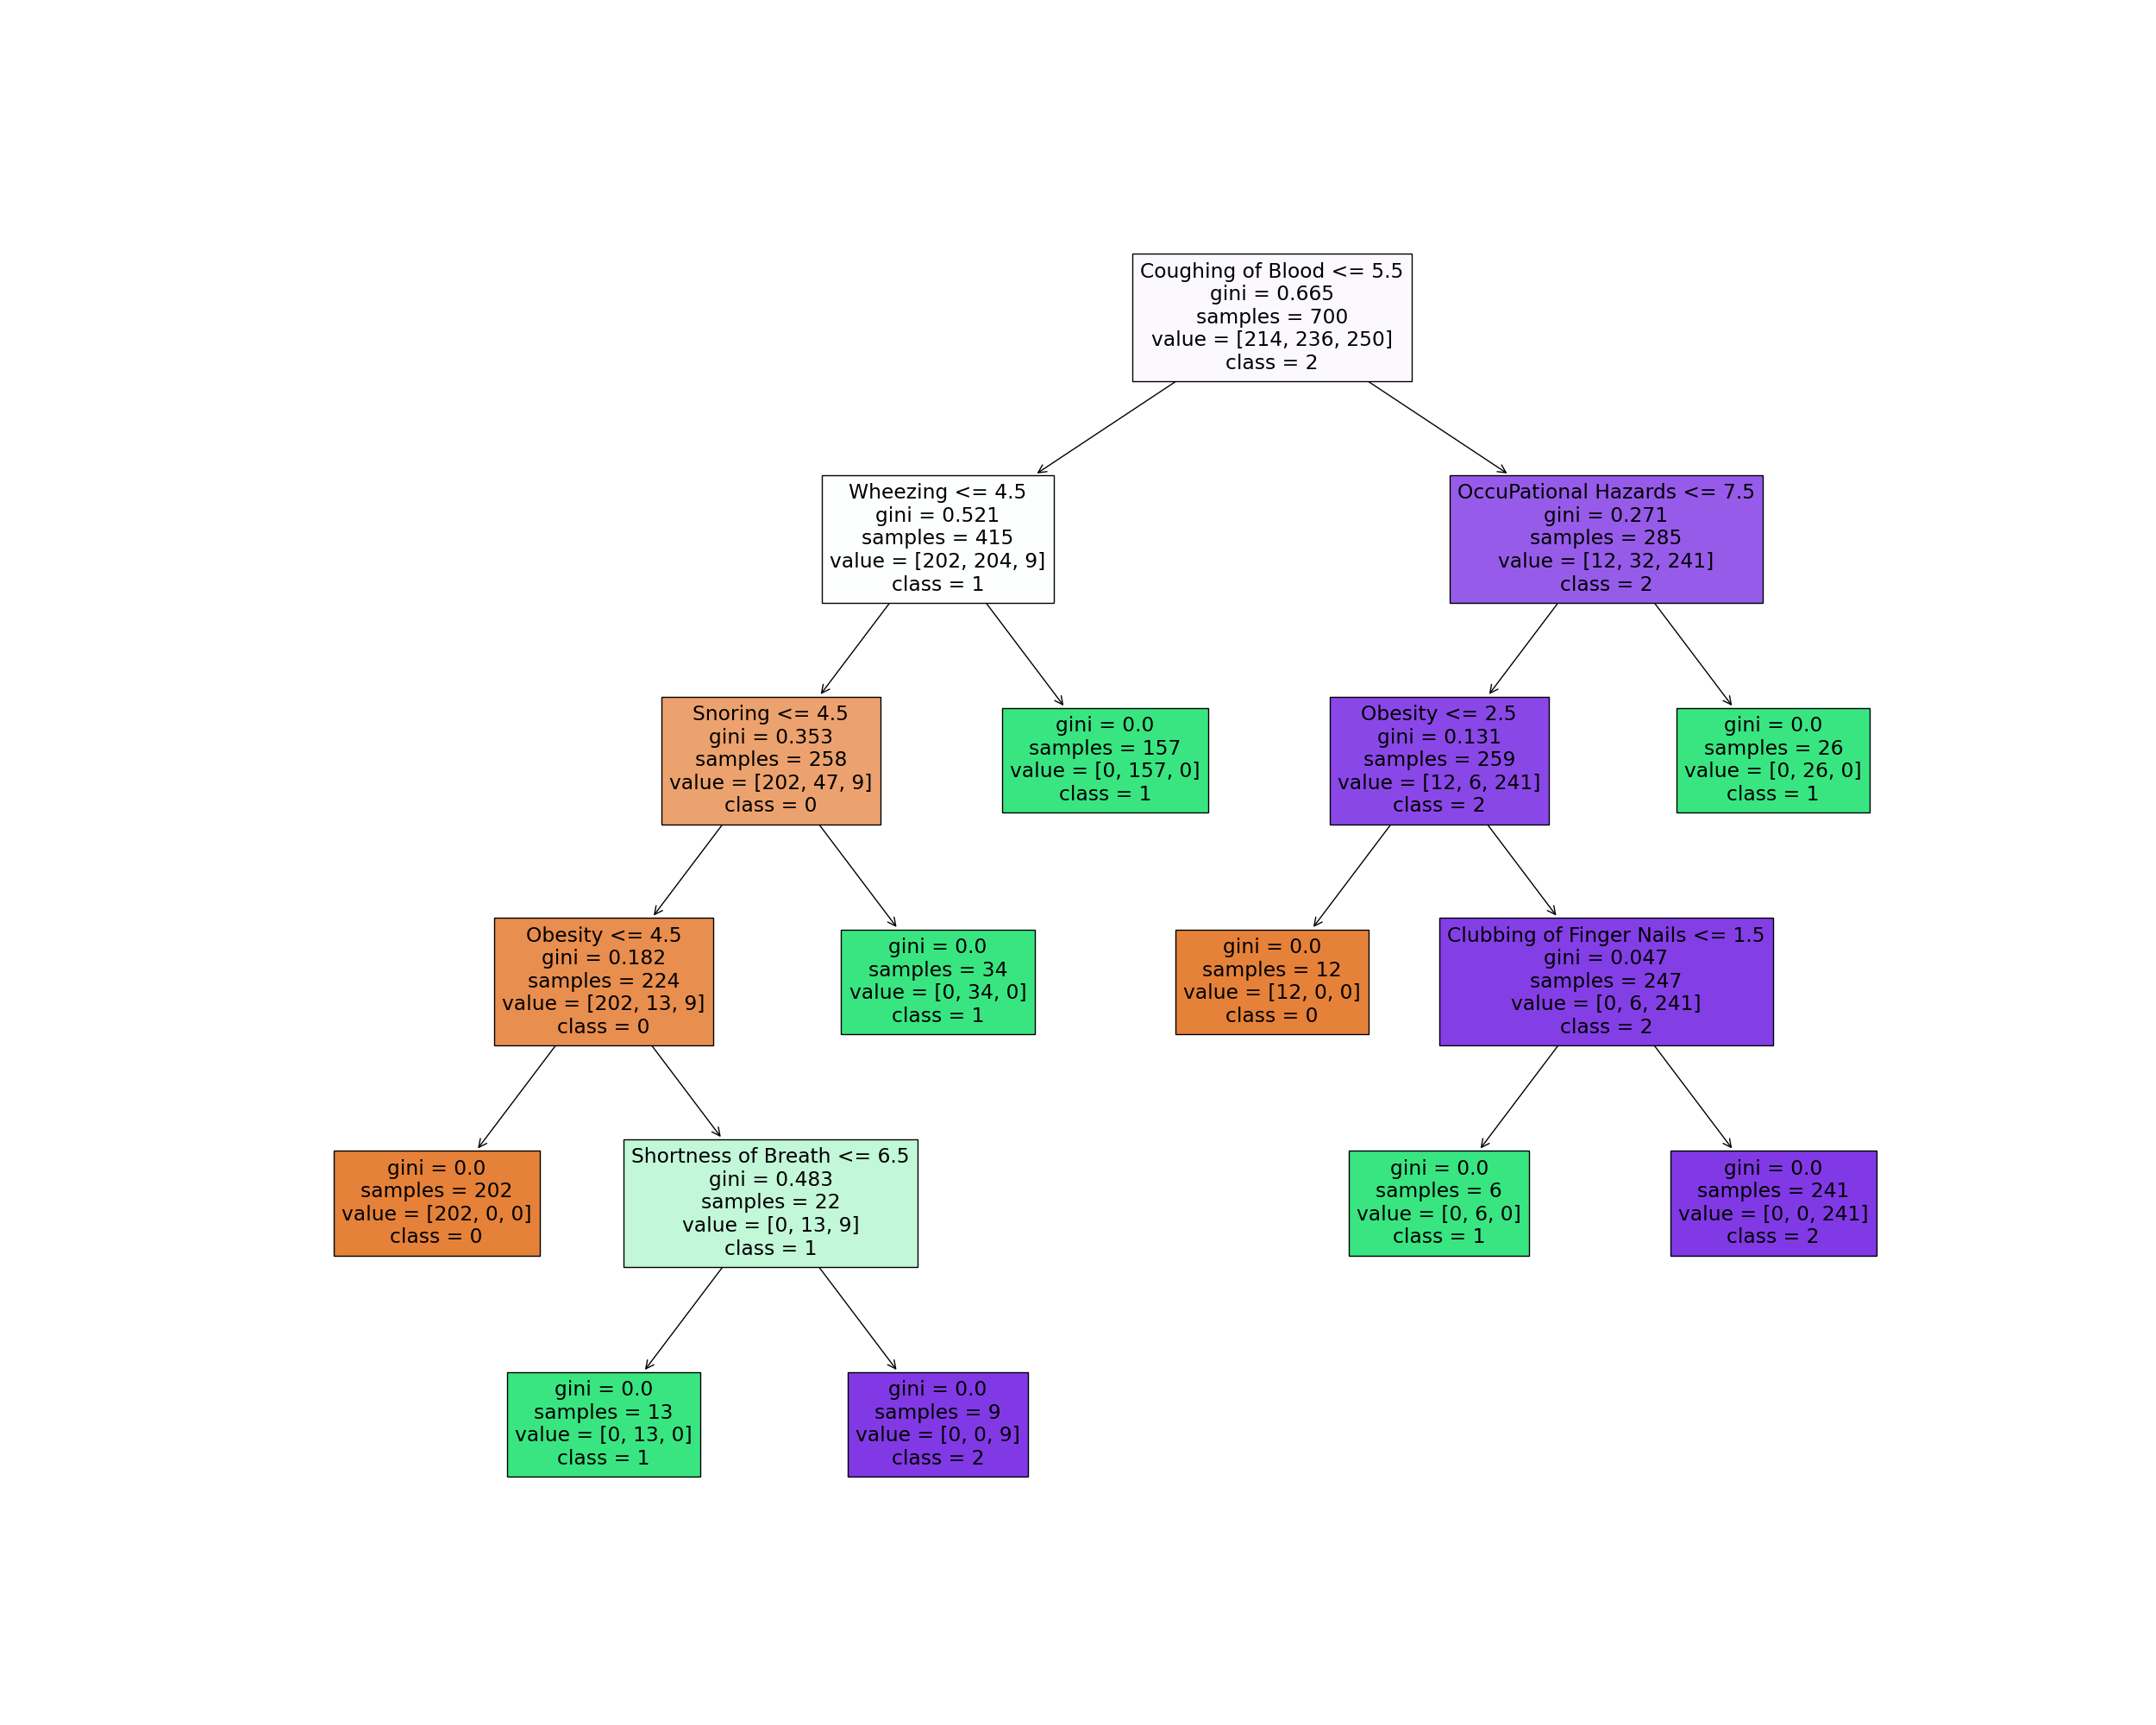 Coughing of Blood <= 5.5
gini = 0.665
samples = 700
value = [214, 236, 250]
class = 2
Wheezing <= 4.5
gini = 0.521
samples = 415
value = [202, 204, 9]
class = 1
OccuPational Hazards <= 7.5
gini = 0.271
samples = 285
value = [12, 32, 241]
class = 2
Snoring <= 4.5
gini = 0.353
samples = 258
value = [202, 47, 9]
class = 0
gini = 0.0
samples = 157
value = [0, 157, 0]
class = 1
Obesity <= 2.5
gini = 0.131
samples = 259
value = [12, 6, 241]
class = 2
gini = 0.0
samples = 26
value = [0, 26, 0]
class = 1
Obesity <= 4.5
gini = 0.182
samples = 224
value = [202, 13, 9]
class = 0
gini = 0.0
samples = 34
value = [0, 34, 0]
class = 1
gini = 0.0
samples = 12
value = [12, 0, 0]
class = 0
Clubbing of Finger Nails <= 1.5
gini = 0.047
samples = 247
value = [0, 6, 241]
class = 2
gini = 0.0
samples = 202
value = [202, 0, 0]
class = 0
Shortness of Breath <= 6.5
gini = 0.483
samples = 22
value = [0, 13, 9]
class = 1
gini = 0.0
samples = 6
value = [0, 6, 0]
class = 1
gini = 0.0
samples = 241
value = [0, 0, 241]
class = 2
gini = 0.0
samples = 13
value = [0, 13, 0]
class = 1
gini = 0.0
samples = 9
value = [0, 0, 9]
class = 2